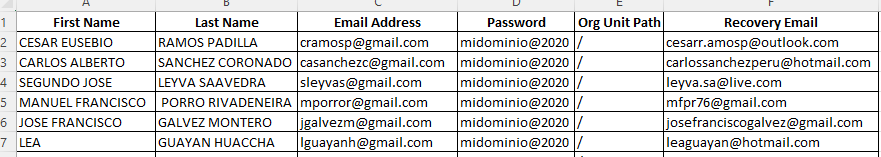 A B C D E F
1 First Name Last Name Email Address Password Org Unit Path Recovery Email
2 CESAR EUSEBIO RAMOS PADILLA cramosp@gmail.com midominio@2020 / cesarr.amosp@outlook.com
3 CARLOS ALBERTO SANCHEZ CORONADO casanchezc@gmail.com midominio@2020 / carlossanchezperu@hotmail.com
4 SEGUNDO JOSE LEYVA SAAVEDRA sleyvas@gmail.com midominio@2020 / leyva.sa@live.com
5 MANUEL FRANCISCO PORRO RIVADENEIRA mporror@gmail.com midominio@2020 / mfpr76@gmail.com
6 JOSE FRANCISCO GALVEZ MONTERO jgalvezm@gmail.com midominio@2020 / josefranciscogalvez@gmail.com
7 LEA GUAYAN HUACCHA lguayanh@gmail.com midominio@2020 / leaguayan@hotmail.com